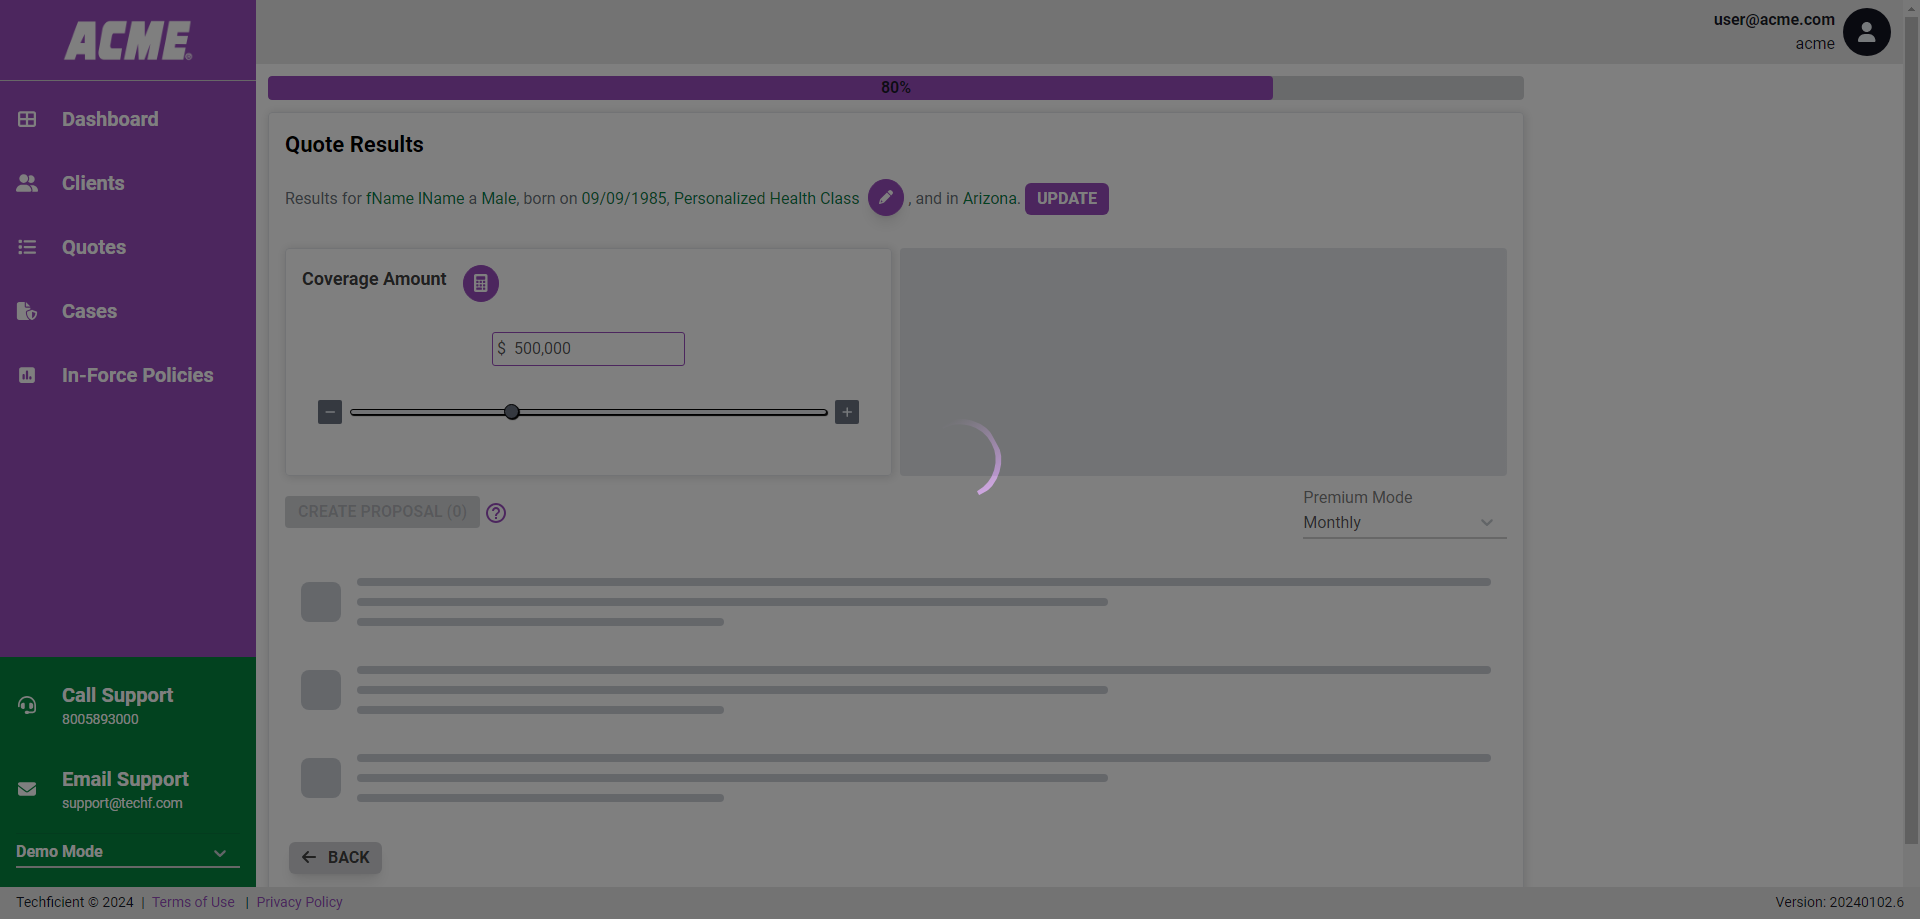 ACME®
user@acme.com
acme
Dashboard
Clients
Quotes
Cases
In-Force Policies
Call Support
8005893000
Email Support
support@techf.com
Demo Mode
80%
Quote Results
Results for fName lName a Male, born on 09/09/1985, Personalized Health Class , and in Arizona. UPDATE
Coverage Amount
$ 500,000
CREATE PROPOSAL (0) ?
Premium Mode
Monthly
BACK
Techficient © 2024 | Terms of Use | Privacy Policy
Version: 20240102.6